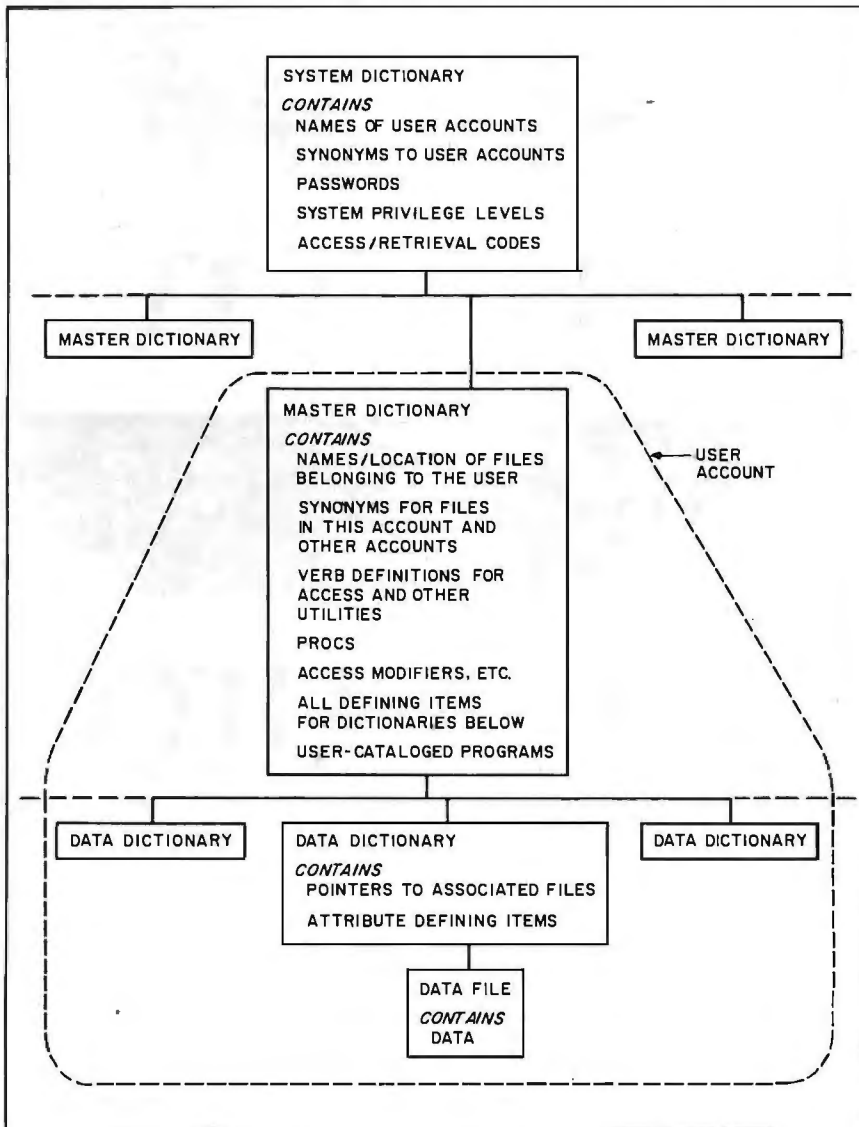 SYSTEM DICTIONARY
CONTAINS
NAMES OF USER ACCOUNTS
SYNONYMS TO USER ACCOUNTS
PASSWORDS
SYSTEM PRIVILEGE LEVELS
ACCESS/RETRIEVAL CODES
MASTER DICTIONARY
MASTER DICTIONARY
MASTER DICTIONARY
CONTAINS
NAMES/LOCATION OF FILES
BELONGING TO THE USER
SYNONYMS FOR FILES
IN THIS ACCOUNT AND
OTHER ACCOUNTS
VERB DEFINITIONS FOR
ACCESS AND OTHER
UTILITIES
PROCS
ACCESS MODIFIERS, ETC.
ALL DEFINING ITEMS
FOR DICTIONARIES BELOW
USER-CATALOGED PROGRAMS
USER
ACCOUNT
DATA DICTIONARY
DATA DICTIONARY
CONTAINS
POINTERS TO ASSOCIATED FILES
ATTRIBUTE DEFINING ITEMS
DATA DICTIONARY
DATA FILE
CONTAINS
DATA